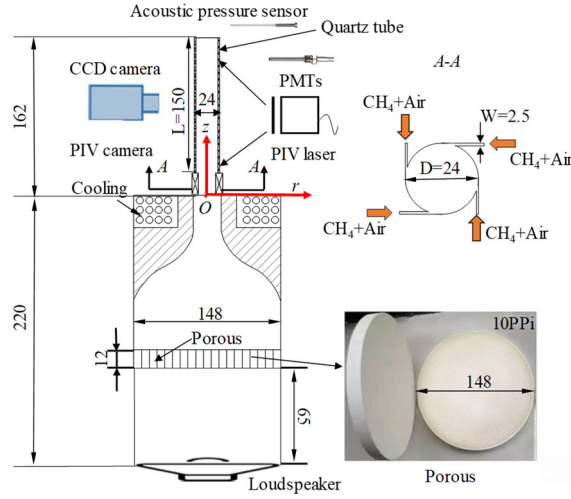 Acoustic pressure sensor
Quartz tube
CCD camera
PMTs
PIV camera
PIV laser
L=150
24
162
z
A
A
r
O
Cooling
220
148
Porous
12
65
Loudspeaker
A-A
CH₄+Air
W=2.5
CH₄+Air
D=24
CH₄+Air
CH₄+Air
10PPi
148
Porous